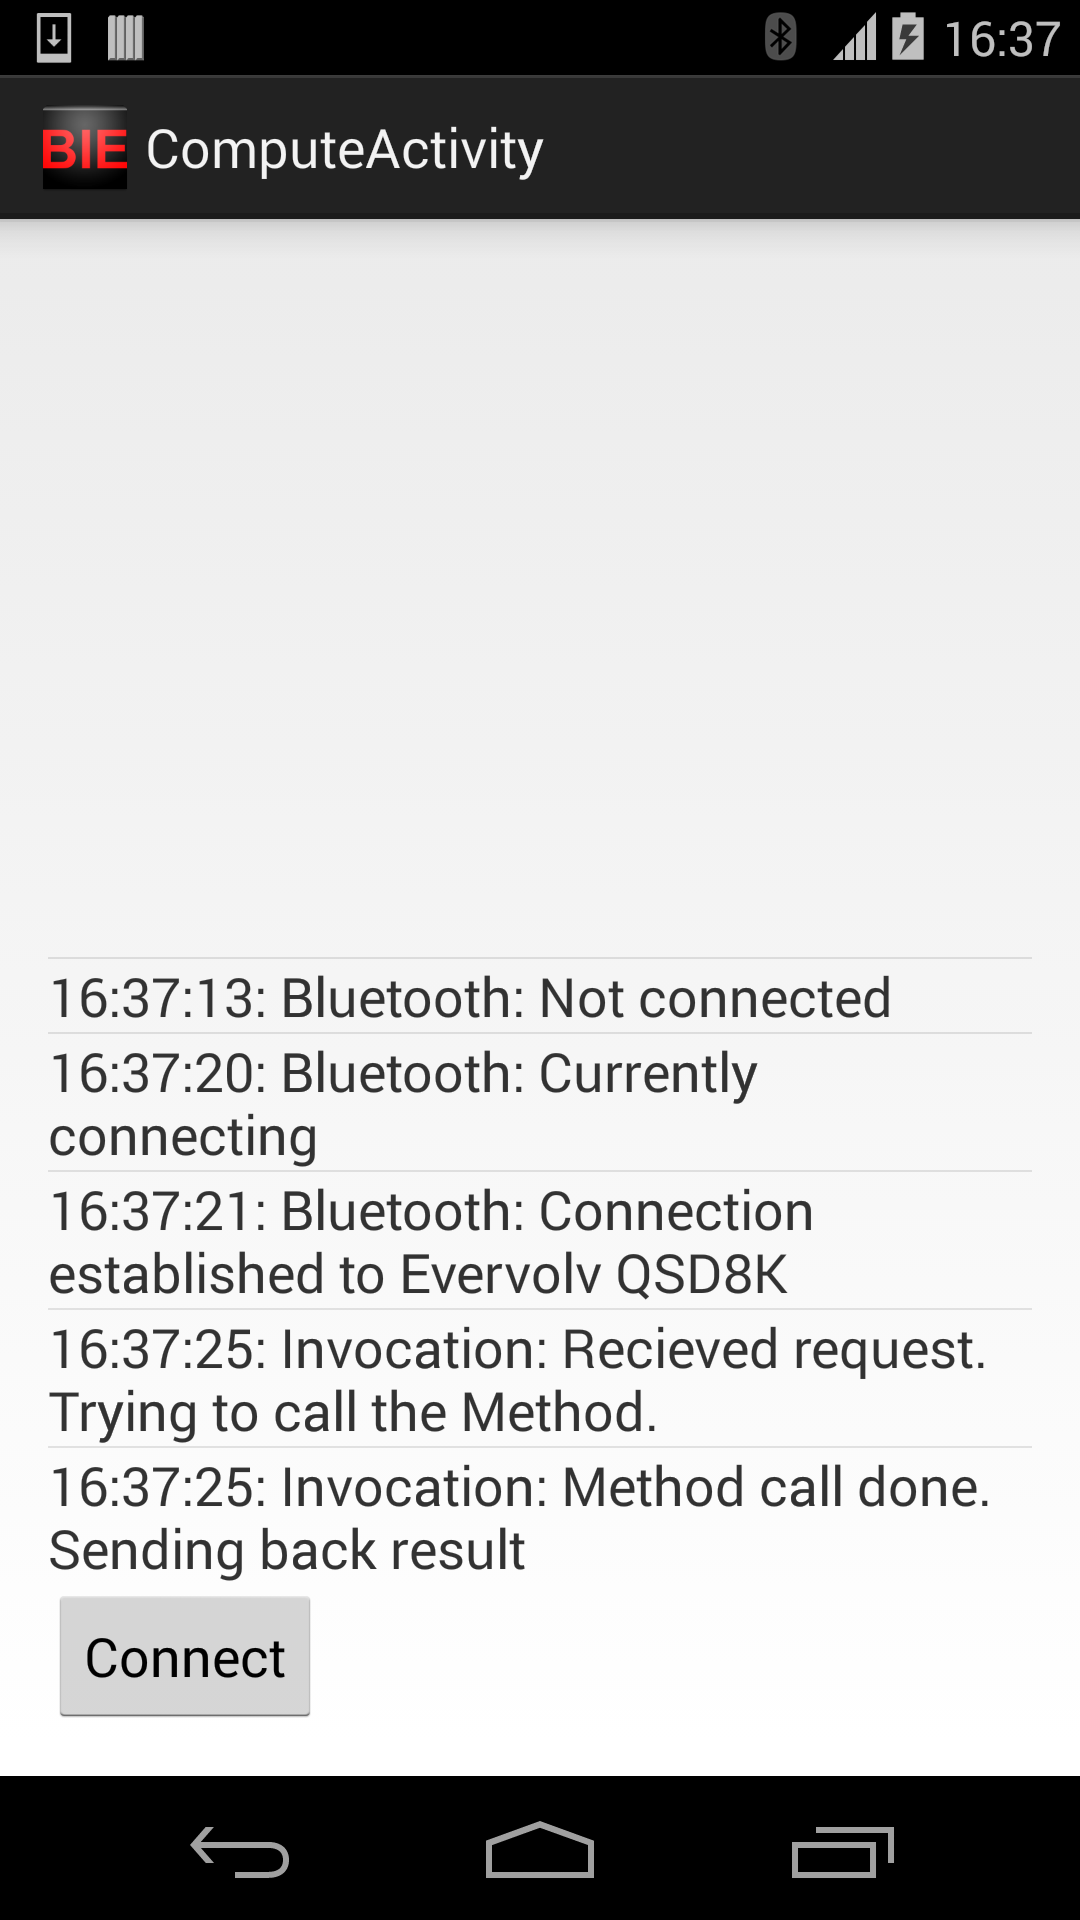 16:37
BIE ComputeActivity
16:37:13: Bluetooth: Not connected
16:37:20: Bluetooth: Currently
connecting
16:37:21: Bluetooth: Connection
established to Evervolv QSD8K
16:37:25: Invocation: Recieved request.
Trying to call the Method.
16:37:25: Invocation: Method call done.
Sending back result
Connect